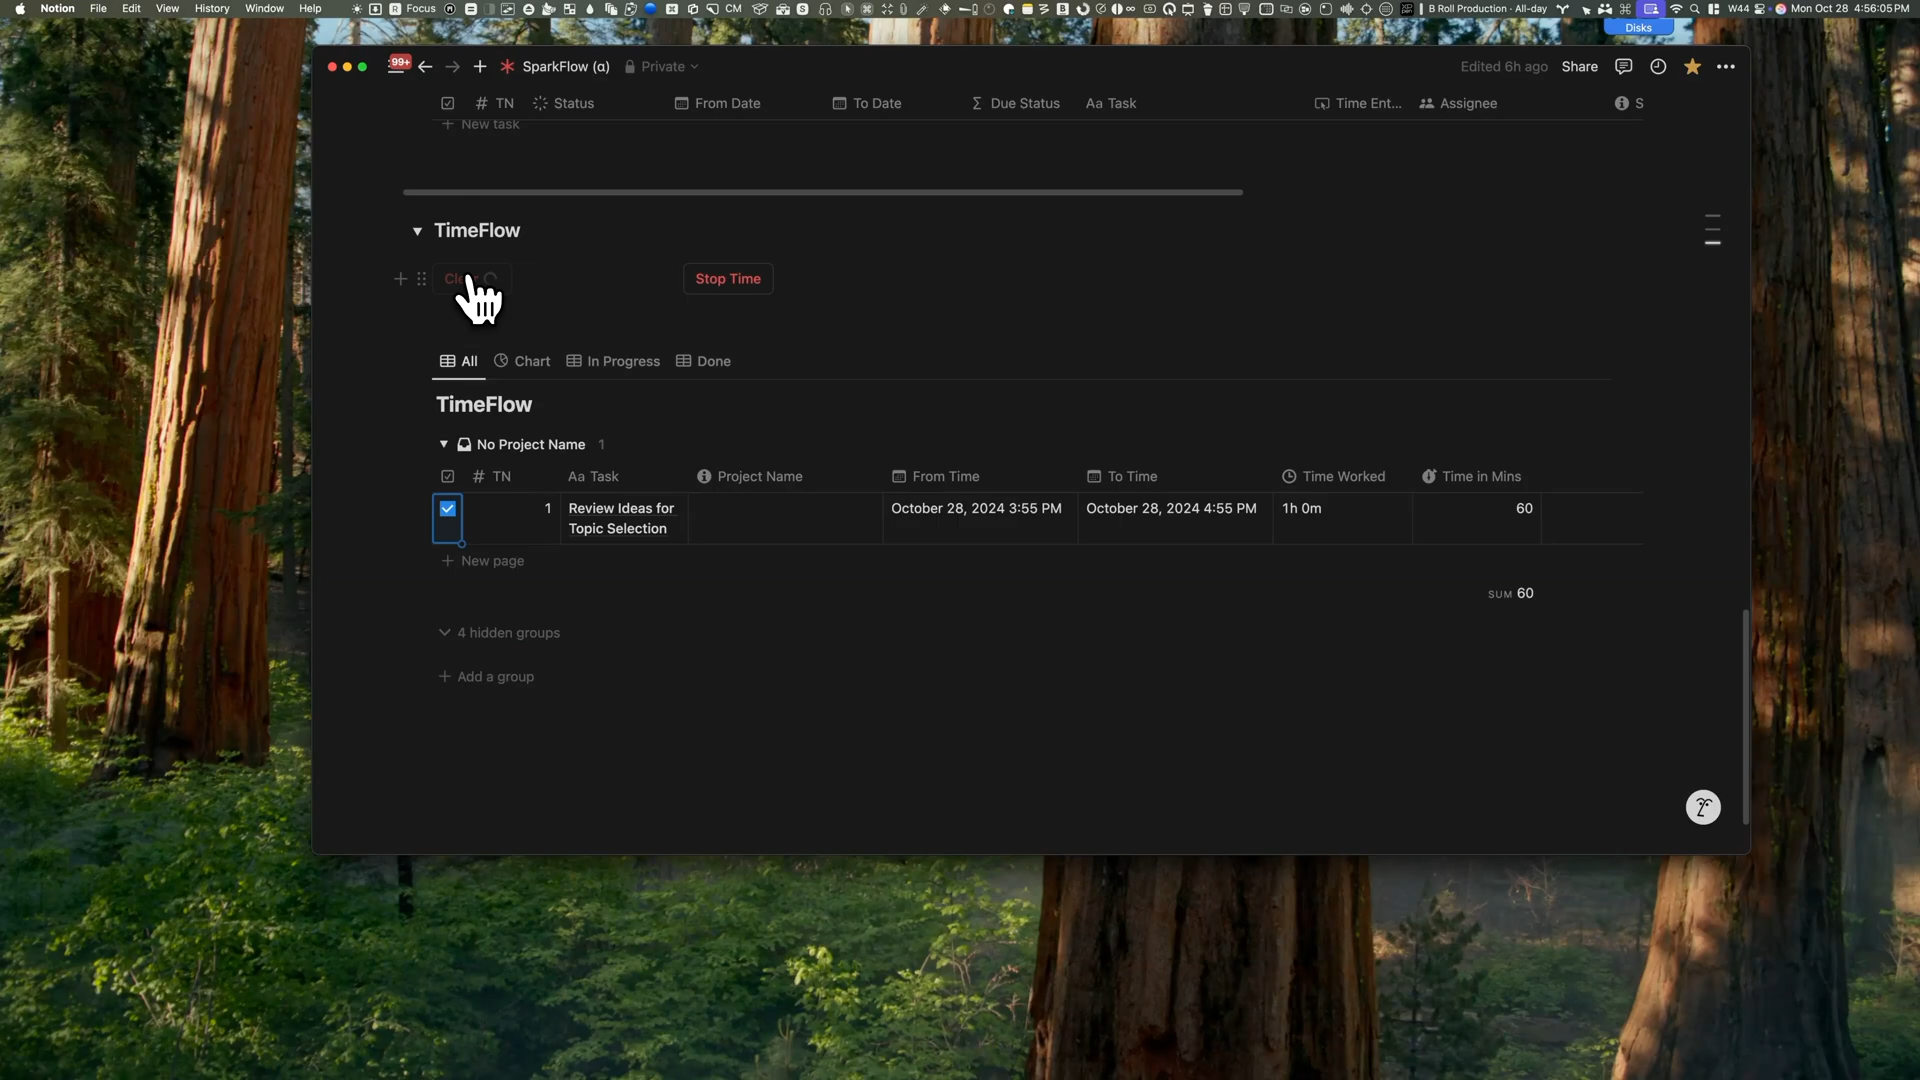 Notion File Edit View History Window Help Focus CM B Roll Production · All-day W44 Mon Oct 28 4:56:05 PM
Disks
99+ SparkFlow (α) Private Edited 6h ago Share
# TN Status From Date To Date Σ Due Status Aa Task Time Ent... Assignee S
+ New task
TimeFlow
Stop Time
All Chart In Progress Done
TimeFlow
No Project Name 1
# TN Aa Task Project Name From Time To Time Time Worked Time in Mins
1 Review Ideas for October 28, 2024 3:55 PM October 28, 2024 4:55 PM 1h 0m 60
Topic Selection
+ New page
SUM 60
4 hidden groups
+ Add a group